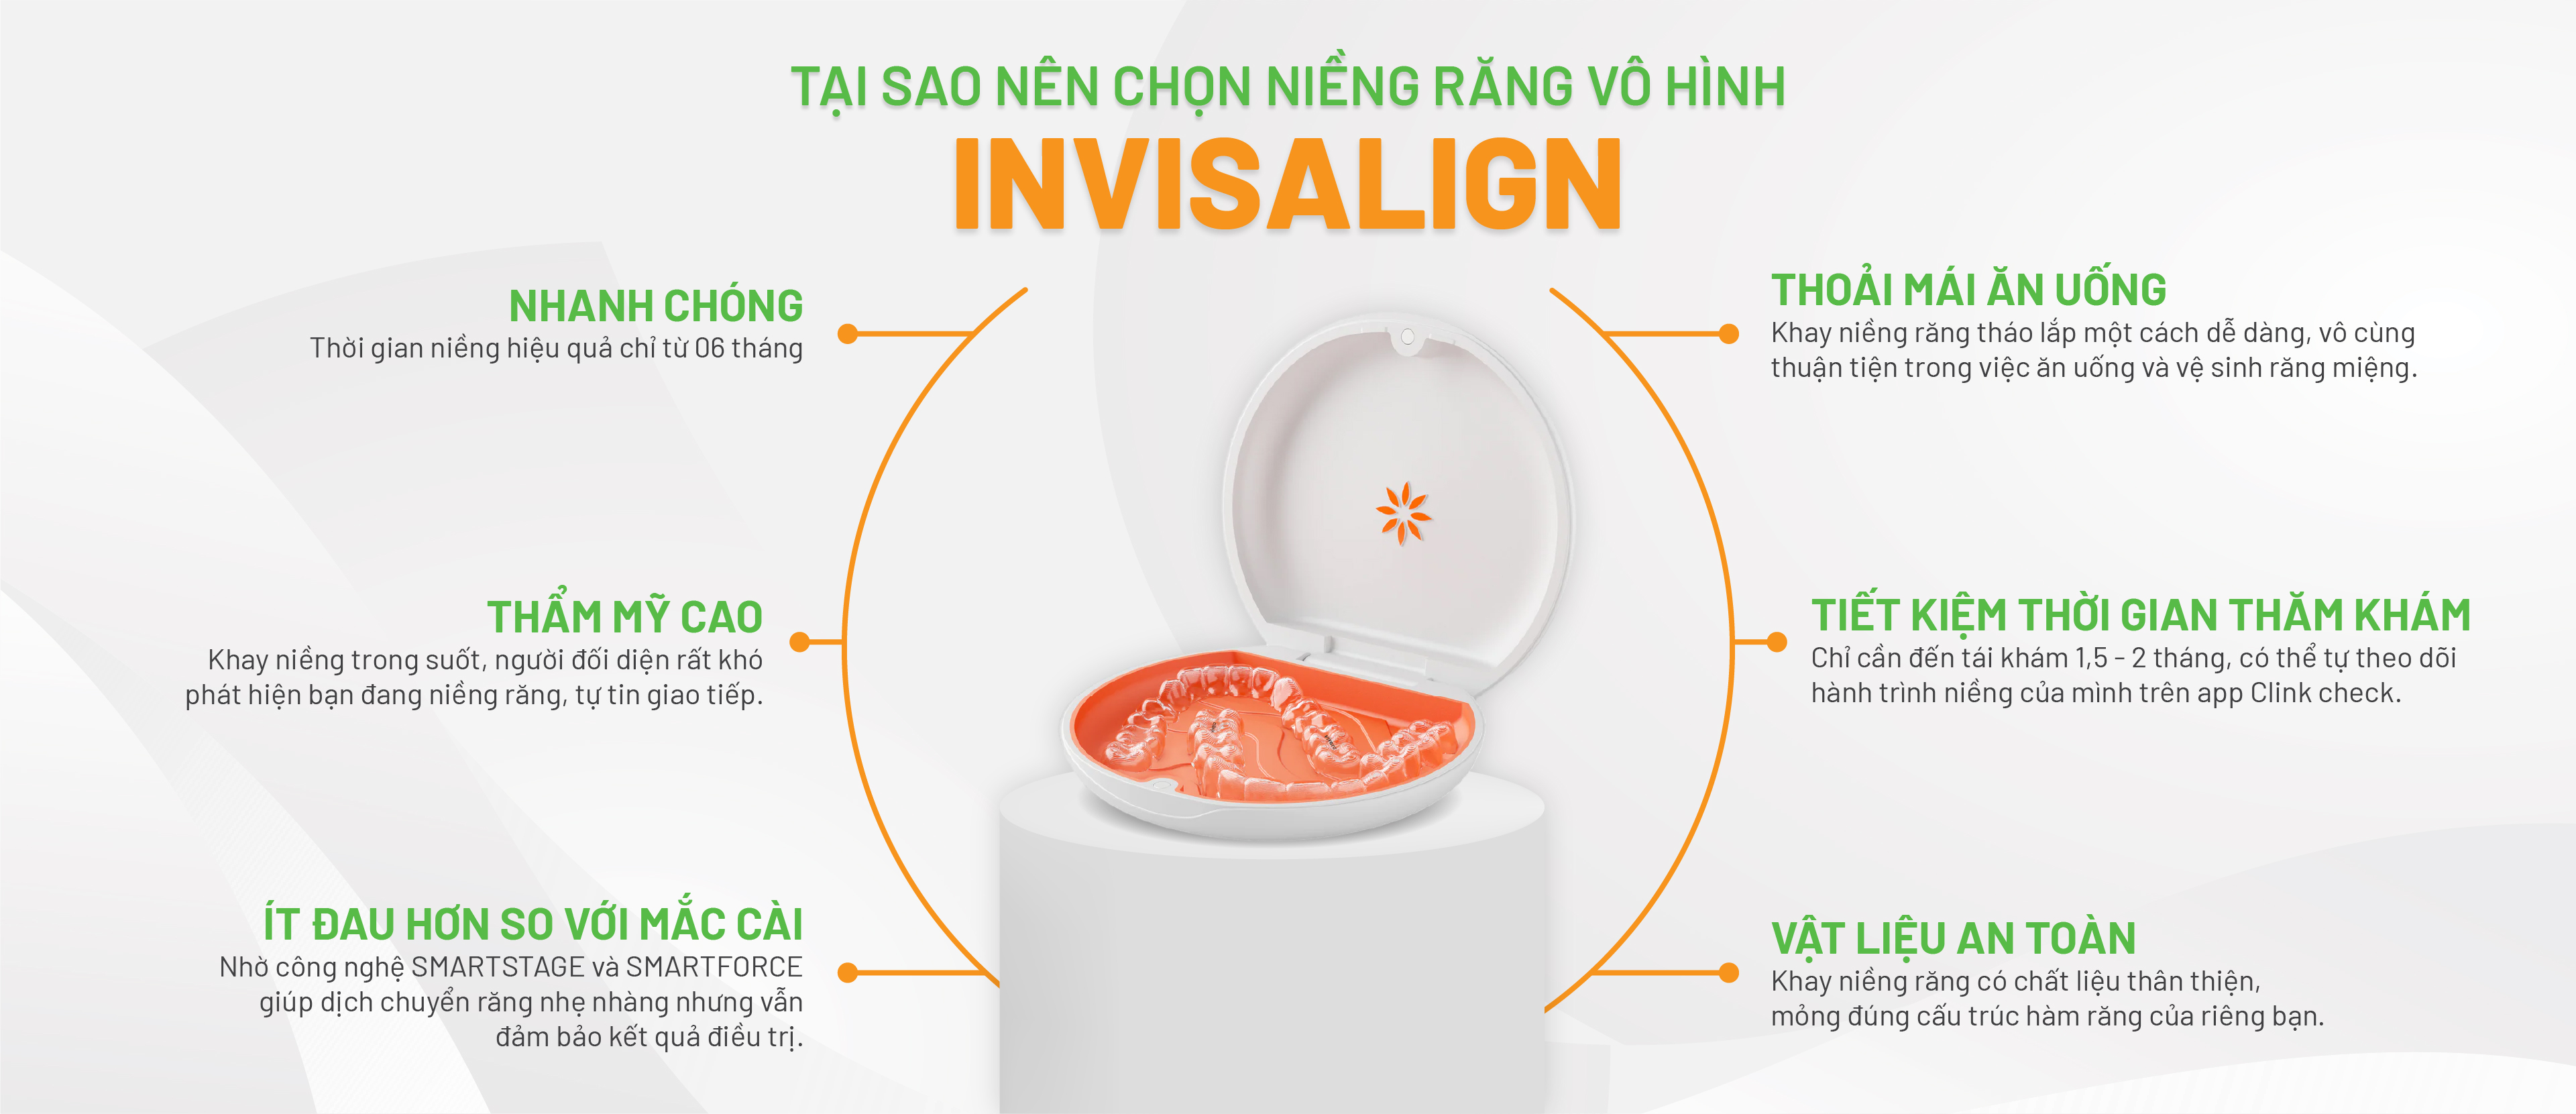 TẠI SAO NÊN CHỌN NIỀNG RĂNG VÔ HÌNH
INVISALIGN
NHANH CHÓNG
Thời gian niềng hiệu quả chỉ từ 06 tháng
THẨM MỸ CAO
Khay niềng trong suốt, người đối diện rất khó
phát hiện bạn đang niềng răng, tự tin giao tiếp.
ÍT ĐAU HƠN SO VỚI MẮC CÀI
Nhờ công nghệ SMARTSTAGE và SMARTFORCE
giúp dịch chuyển răng nhẹ nhàng nhưng vẫn
đảm bảo kết quả điều trị.
THOẢI MÁI ĂN UỐNG
Khay niềng răng tháo lắp một cách dễ dàng, vô cùng
thuận tiện trong việc ăn uống và vệ sinh răng miệng.
TIẾT KIỆM THỜI GIAN THĂM KHÁM
Chỉ cần đến tái khám 1,5 - 2 tháng, có thể tự theo dõi
hành trình niềng của mình trên app Clink check.
VẬT LIỆU AN TOÀN
Khay niềng răng có chất liệu thân thiện,
mỏng đúng cấu trúc hàm răng của riêng bạn.